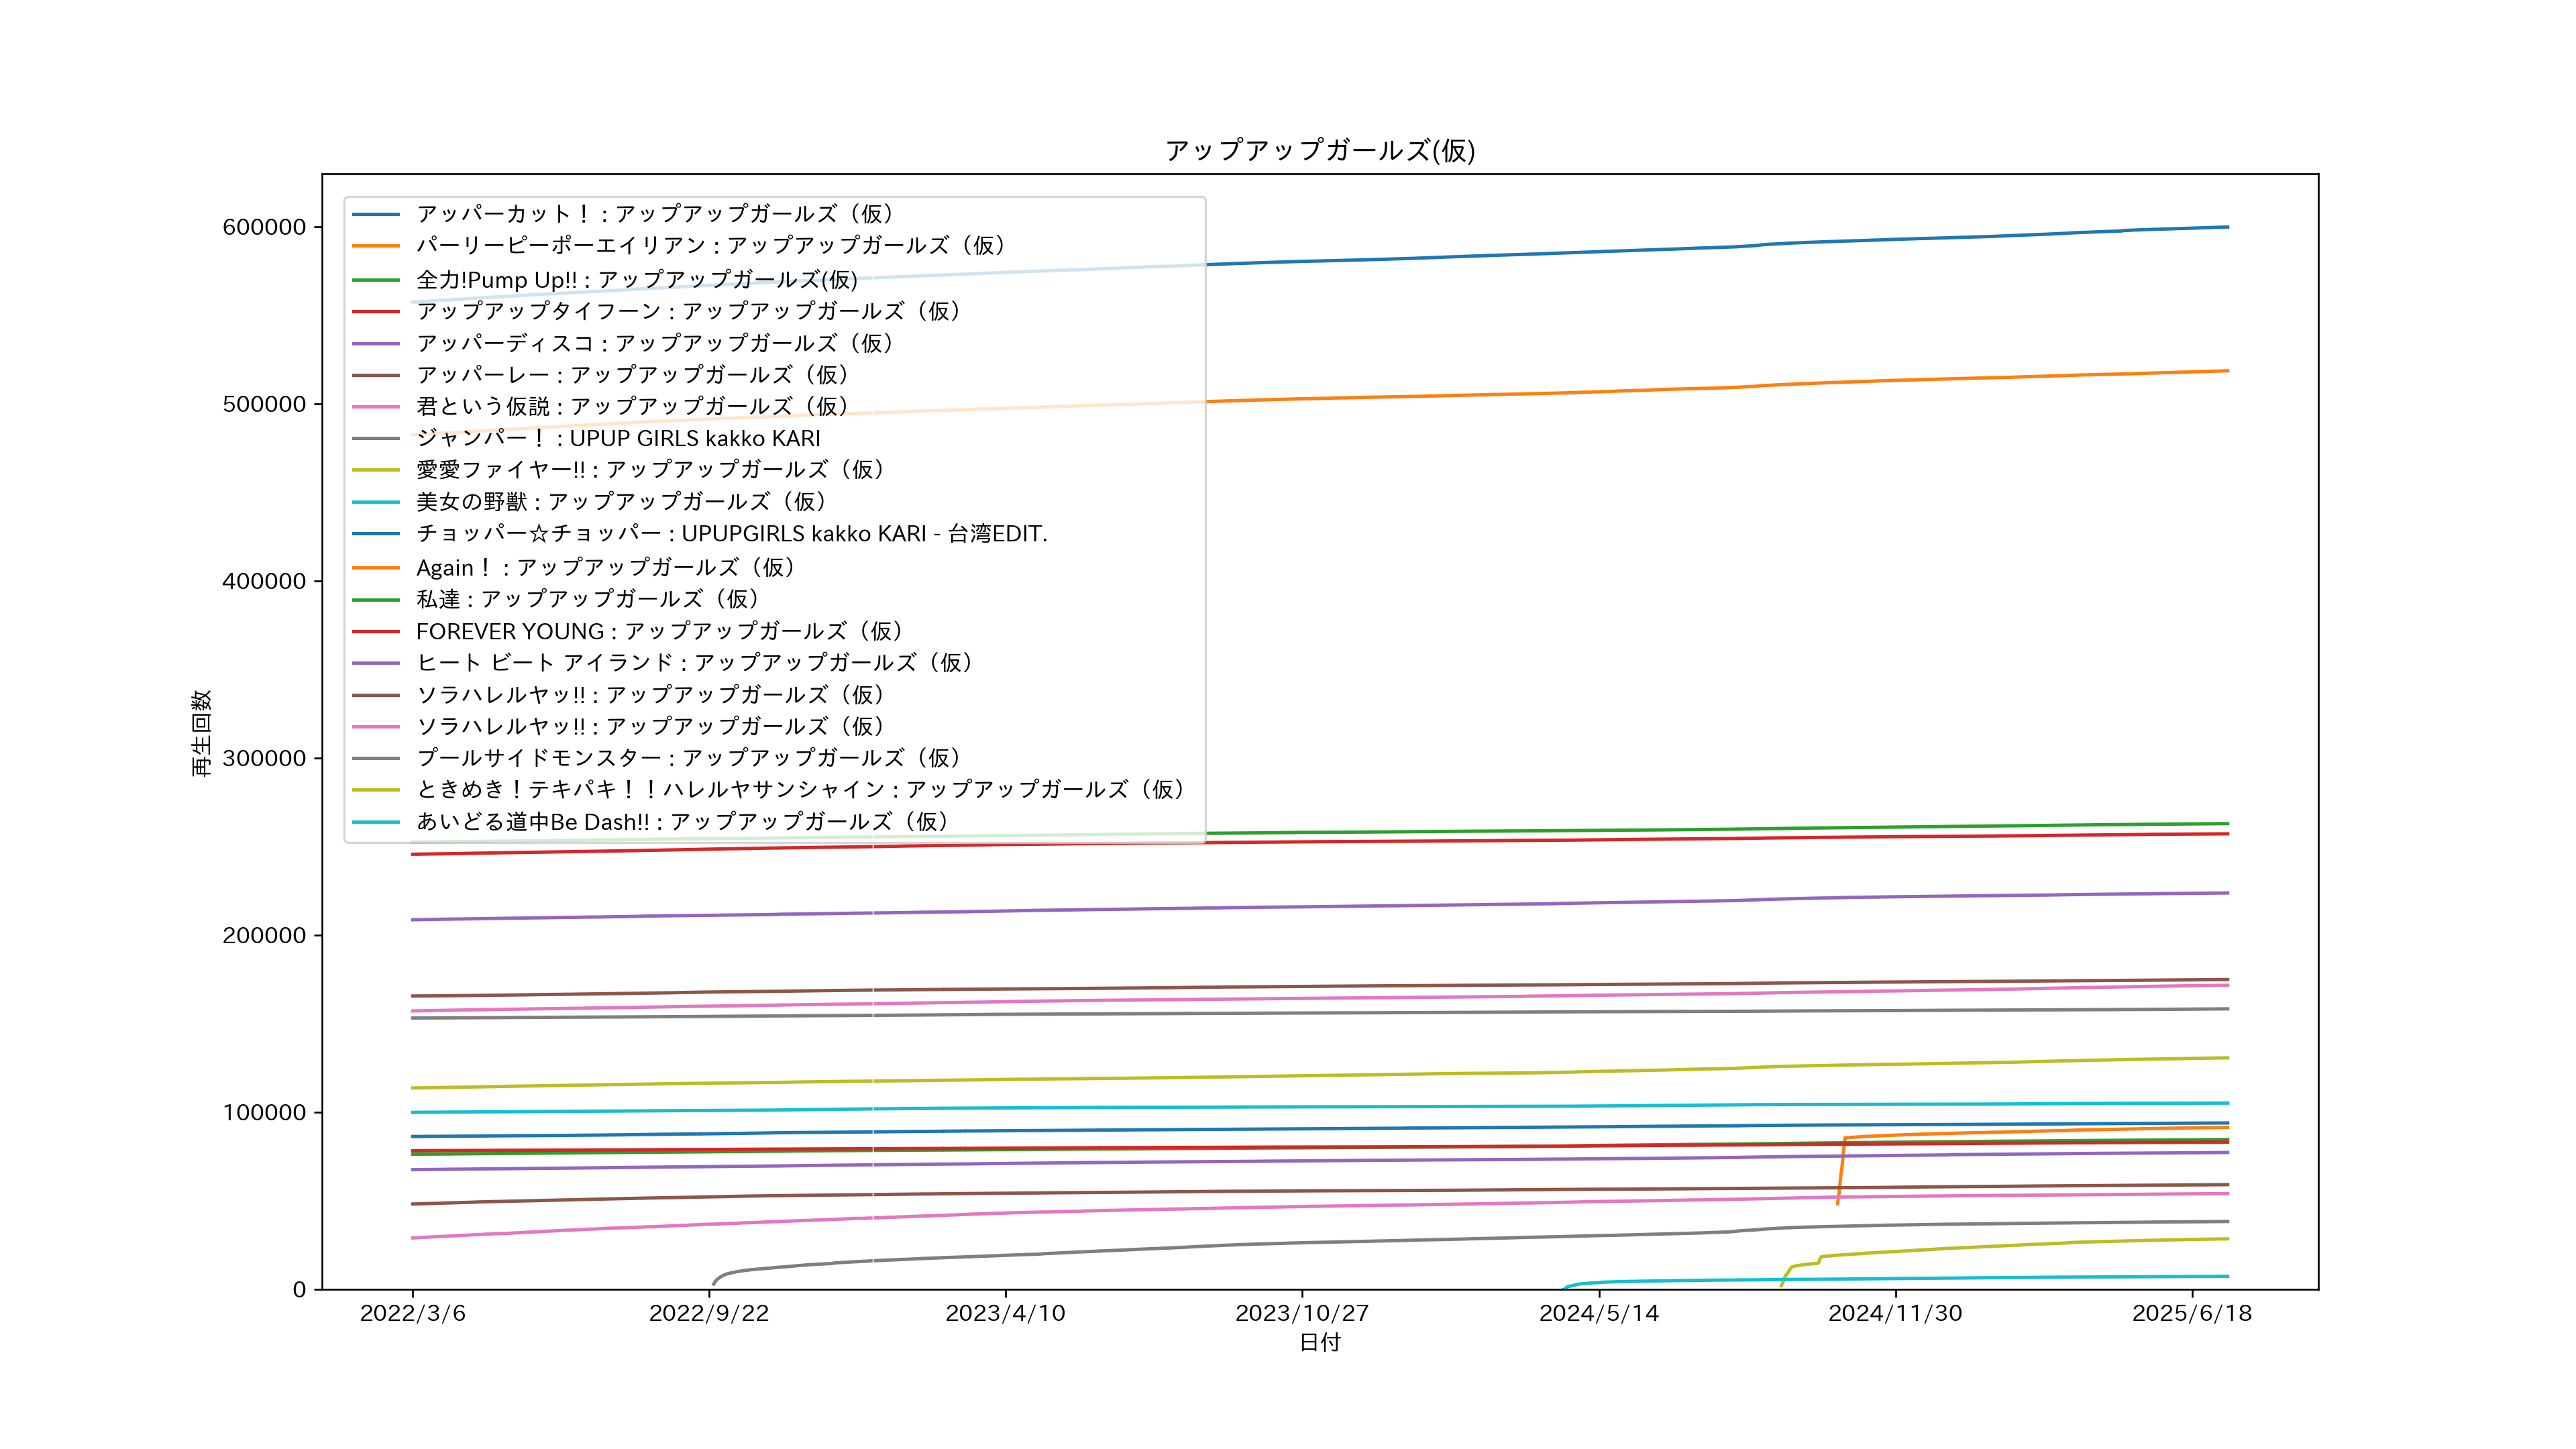 アップアップガールズ(仮)
アッパーカット！ : アップアップガールズ（仮）
パーリーピーポーエイリアン : アップアップガールズ（仮）
全力!Pump Up!! : アップアップガールズ(仮)
アップアップタイフーン : アップアップガールズ（仮）
アッパーディスコ : アップアップガールズ（仮）
アッパーレー : アップアップガールズ（仮）
君という仮説 : アップアップガールズ（仮）
ジャンパー！ : UPUP GIRLS kakko KARI
愛愛ファイヤー!! : アップアップガールズ（仮）
美女の野獣 : アップアップガールズ（仮）
チョッパー☆チョッパー : UPUPGIRLS kakko KARI - 台湾EDIT.
Again！ : アップアップガールズ（仮）
私達 : アップアップガールズ（仮）
FOREVER YOUNG : アップアップガールズ（仮）
ヒート ビート アイランド : アップアップガールズ（仮）
ソラハレルヤッ!! : アップアップガールズ（仮）
ソラハレルヤッ!! : アップアップガールズ（仮）
プールサイドモンスター : アップアップガールズ（仮）
ときめき！テキパキ！！ハレルヤサンシャイン : アップアップガールズ（仮）
あいどる道中Be Dash!! : アップアップガールズ（仮）
再生回数
600000
500000
400000
300000
200000
100000
0
2022/3/6 2022/9/22 2023/4/10 2023/10/27 2024/5/14 2024/11/30 2025/6/18
日付